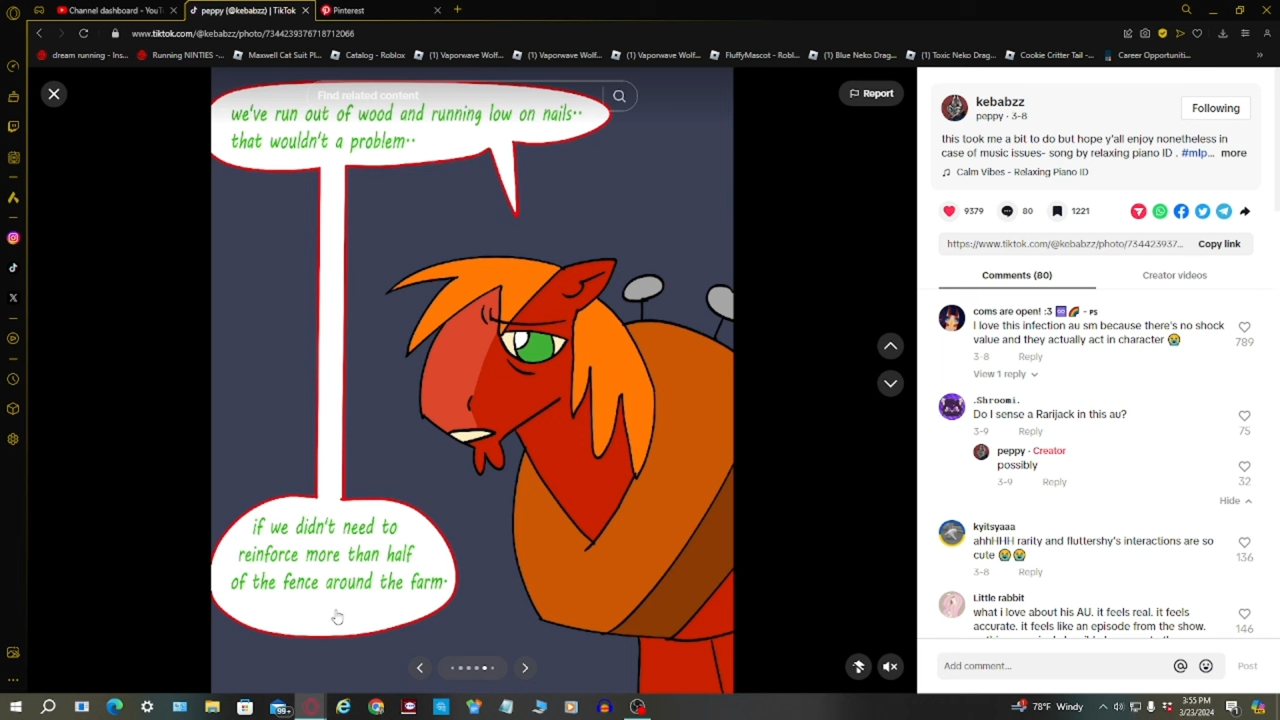 Channel dashboard - YouT
peppy (@kebabzz) | TikTok
Pinterest
www.tiktok.com/@kebabzz/photo/7344239376718712066
dream running - Ins...
Running NINTIES -...
Maxwell Cat Suit Pl...
Catalog - Roblox
(1) Vaporwave Wolf...
(1) Vaporwave Wolf...
(1) Vaporwave Wolf...
FluffyMascot - Robl...
(1) Blue Neko Drag...
(1) Toxic Neko Drag...
Cookie Critter Tail -...
Career Opportuniti...
Find related content
Report
we've run out of wood and running low on nails..
that wouldn't a problem..
if we didn't need to
reinforce more than half
of the fence around the farm.
kebabzz
peppy · 3-8
Following
this took me a bit to do but hope y'all enjoy nonetheless in
case of music issues- song by relaxing piano ID . #mlp... more
Calm Vibes - Relaxing Piano ID
9379
80
1221
https://www.tiktok.com/@kebabzz/photo/734423937...
Copy link
Comments (80)
Creator videos
coms are open! :3 ♾️🌈 - PS
I love this infection au sm because there's no shock
value and they actually act in character 😭
789
3-8 Reply
View 1 reply
.Shroomi.
Do I sense a Rarijack in this au?
75
3-9 Reply
peppy · Creator
possibly
32
3-9 Reply
Hide
kyitsyaaa
ahhHHH rarity and fluttershy's interactions are so
cute 😭😭
136
3-8 Reply
Little rabbit
what i love about his AU. it feels real. it feels
accurate. it feels like an episode from the show.
146
Add comment...
Post
99+
78°F Windy
3:55 PM
3/23/2024